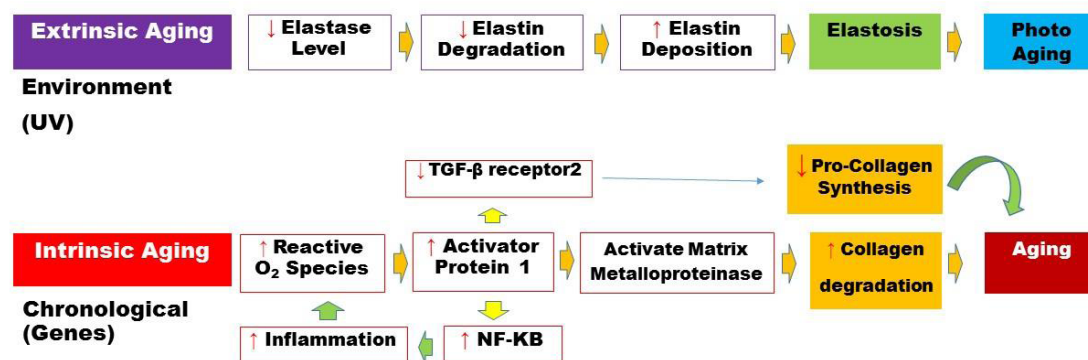 Extrinsic Aging
Environment
(UV)
↓ Elastase
Level
↓ Elastin
Degradation
↑ Elastin
Deposition
Elastosis
Photo
Aging
↓ TGF-β receptor2
↓ Pro-Collagen
Synthesis
Intrinsic Aging
Chronological
(Genes)
↑ Reactive
O₂ Species
↑ Activator
Protein 1
Activate Matrix
Metalloproteinase
↑ Collagen
degradation
Aging
↑ Inflammation
↑ NF-KB